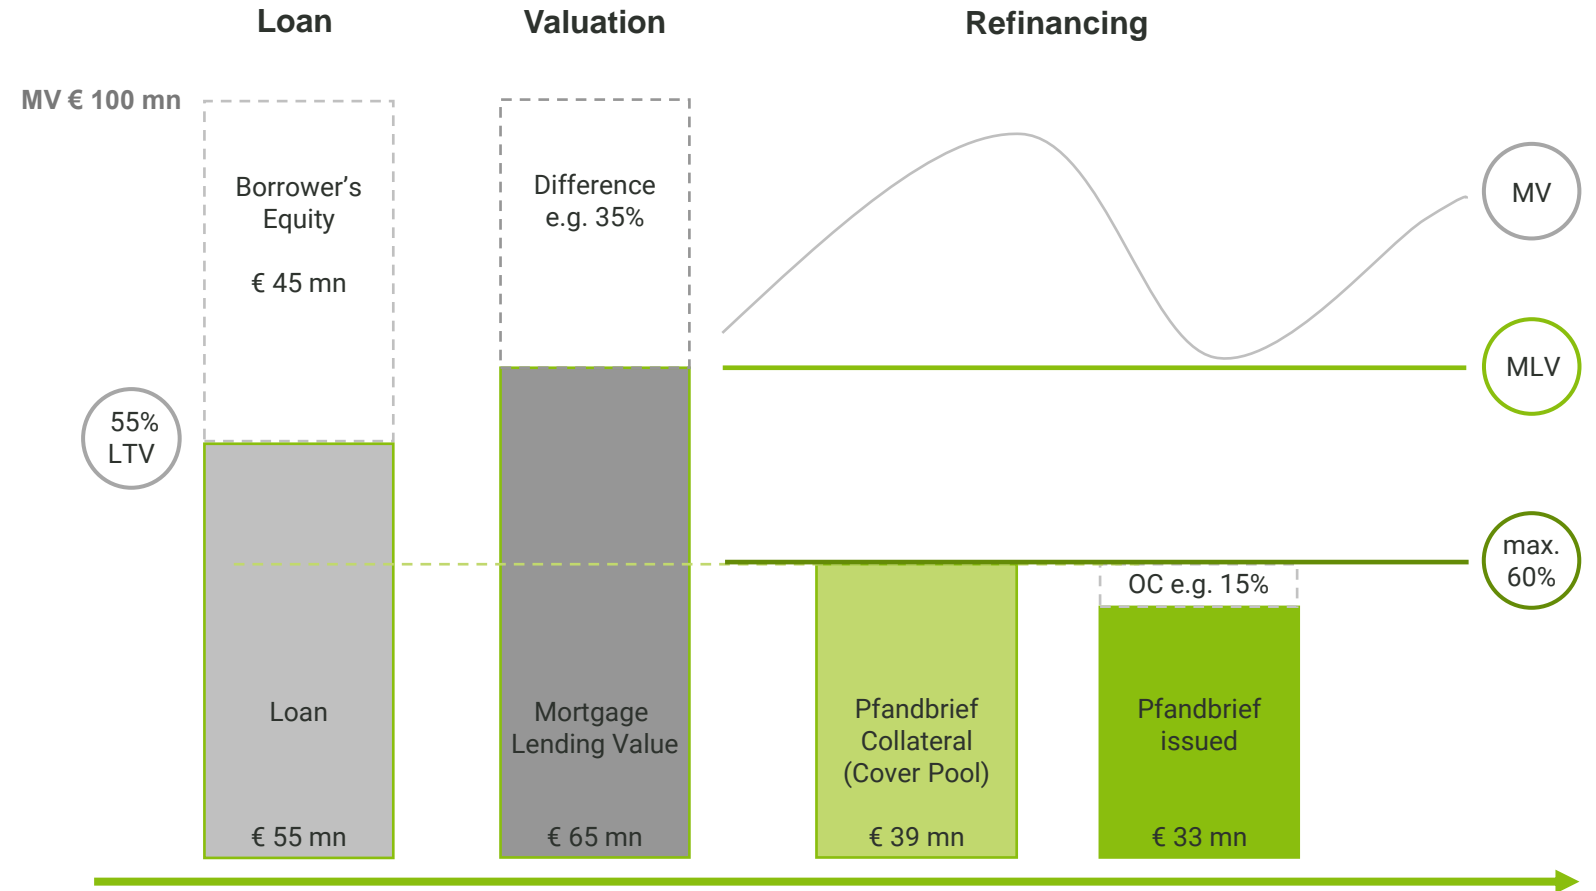 Loan
Valuation
Refinancing
MV € 100 mn
Borrower’s
Equity
€ 45 mn
Difference
e.g. 35%
MV
MLV
55%
LTV
max.
60%
OC e.g. 15%
Loan
€ 55 mn
Mortgage
Lending Value
€ 65 mn
Pfandbrief
Collateral
(Cover Pool)
€ 39 mn
Pfandbrief
issued
€ 33 mn